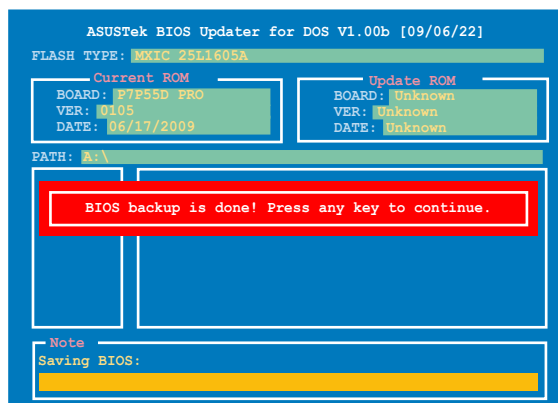 ASUSTek BIOS Updater for DOS V1.00b [09/06/22]
FLASH TYPE: MXIC 25L1605A
Current ROM
BOARD: P7P55D PRO
VER: 0105
DATE: 06/17/2009
Update ROM
BOARD: Unknown
VER: Unknown
DATE: Unknown
PATH: A:\
BIOS backup is done! Press any key to continue.
Note
Saving BIOS: